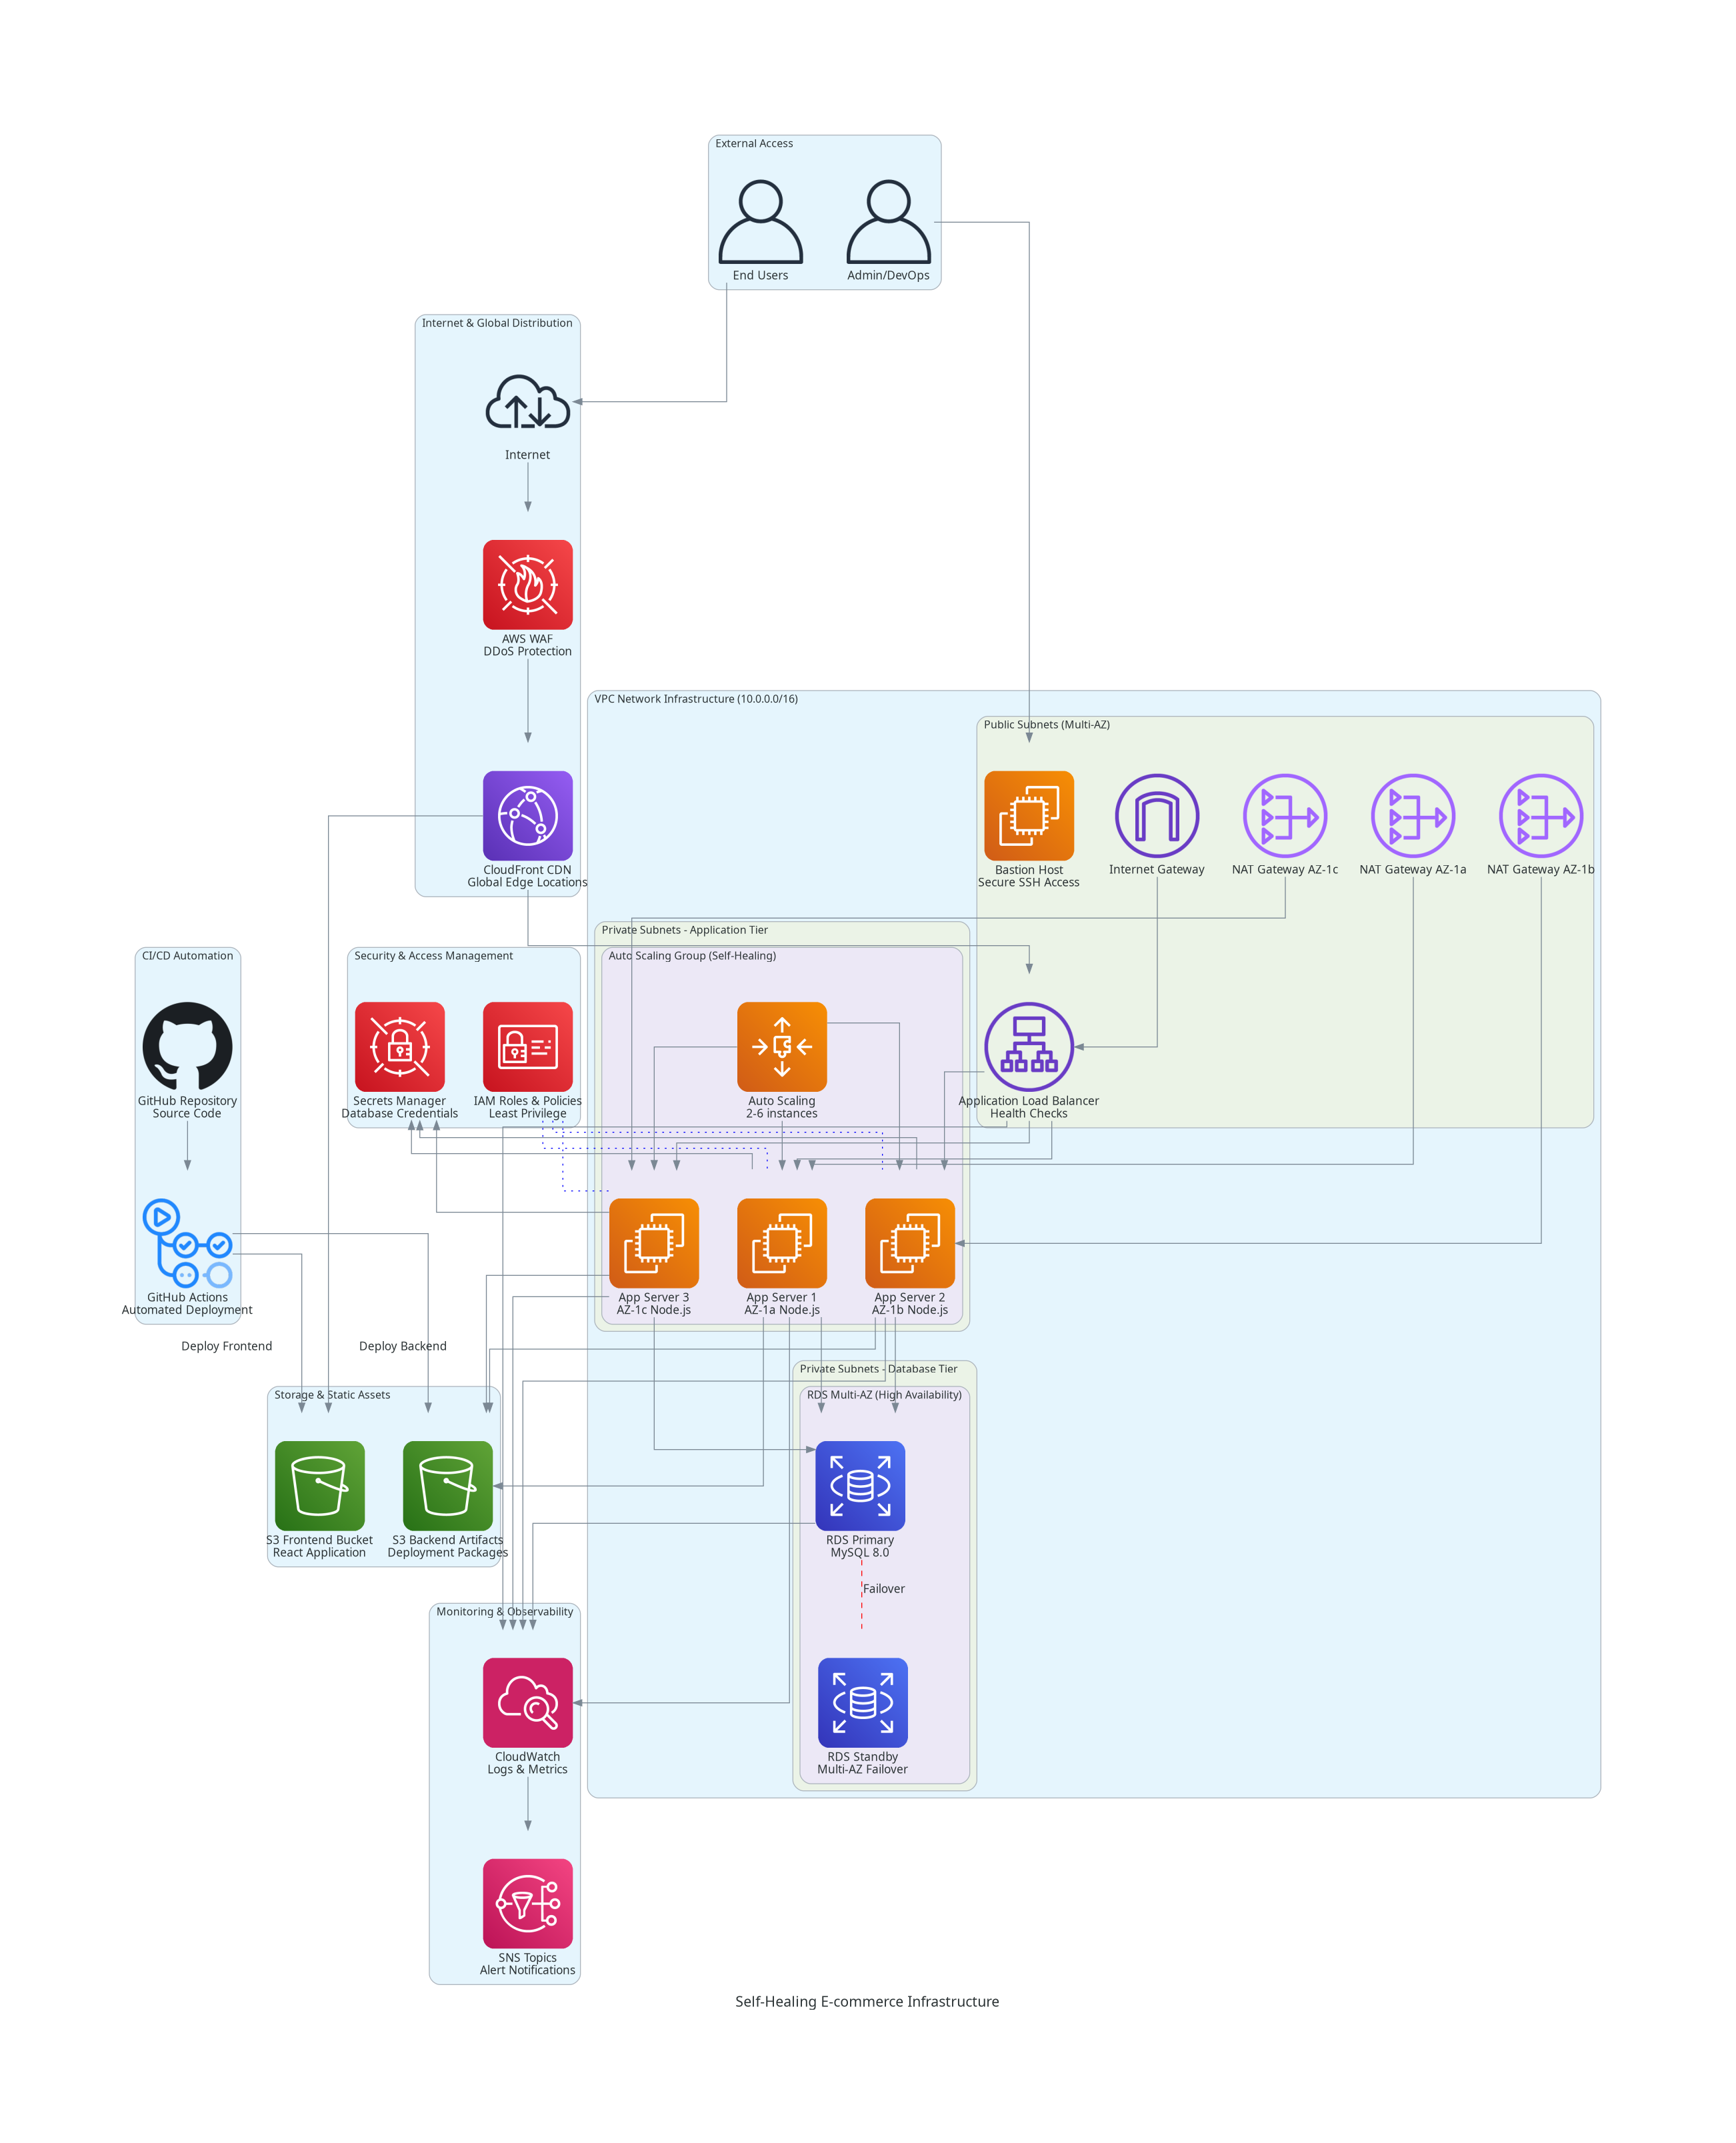 External Access
End Users
Admin/DevOps
Internet & Global Distribution
Internet
AWS WAF
DDoS Protection
CloudFront CDN
Global Edge Locations
VPC Network Infrastructure (10.0.0.0/16)
Public Subnets (Multi-AZ)
Bastion Host
Secure SSH Access
Internet Gateway
NAT Gateway AZ-1c
NAT Gateway AZ-1a
NAT Gateway AZ-1b
Private Subnets - Application Tier
Auto Scaling Group (Self-Healing)
Auto Scaling
2-6 instances
Application Load Balancer
Health Checks
CI/CD Automation
GitHub Repository
Source Code
GitHub Actions
Automated Deployment
Security & Access Management
Secrets Manager
Database Credentials
IAM Roles & Policies
Least Privilege
App Server 3
AZ-1c Node.js
App Server 1
AZ-1a Node.js
App Server 2
AZ-1b Node.js
Deploy Frontend
Deploy Backend
Storage & Static Assets
S3 Frontend Bucket
React Application
S3 Backend Artifacts
Deployment Packages
Private Subnets - Database Tier
RDS Multi-AZ (High Availability)
RDS Primary
MySQL 8.0
Failover
RDS Standby
Multi-AZ Failover
Monitoring & Observability
CloudWatch
Logs & Metrics
SNS Topics
Alert Notifications
Self-Healing E-commerce Infrastructure